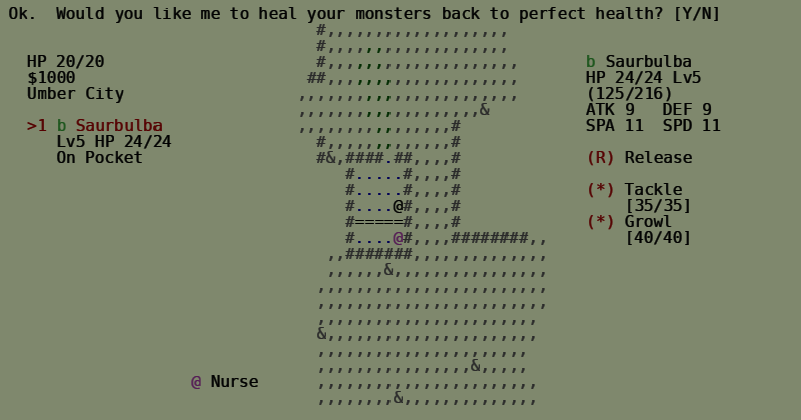 Ok.  Would you like me to heal your monsters back to perfect health? [Y/N]
HP 20/20
$1000
Umber City
>1 b Saurbulba
Lv5 HP 24/24
On Pocket
b Saurbulba
HP 24/24 Lv5
(125/216)
ATK 9   DEF 9
SPA 11  SPD 11
(R) Release
(*) Tackle
[35/35]
(*) Growl
[40/40]
@ Nurse